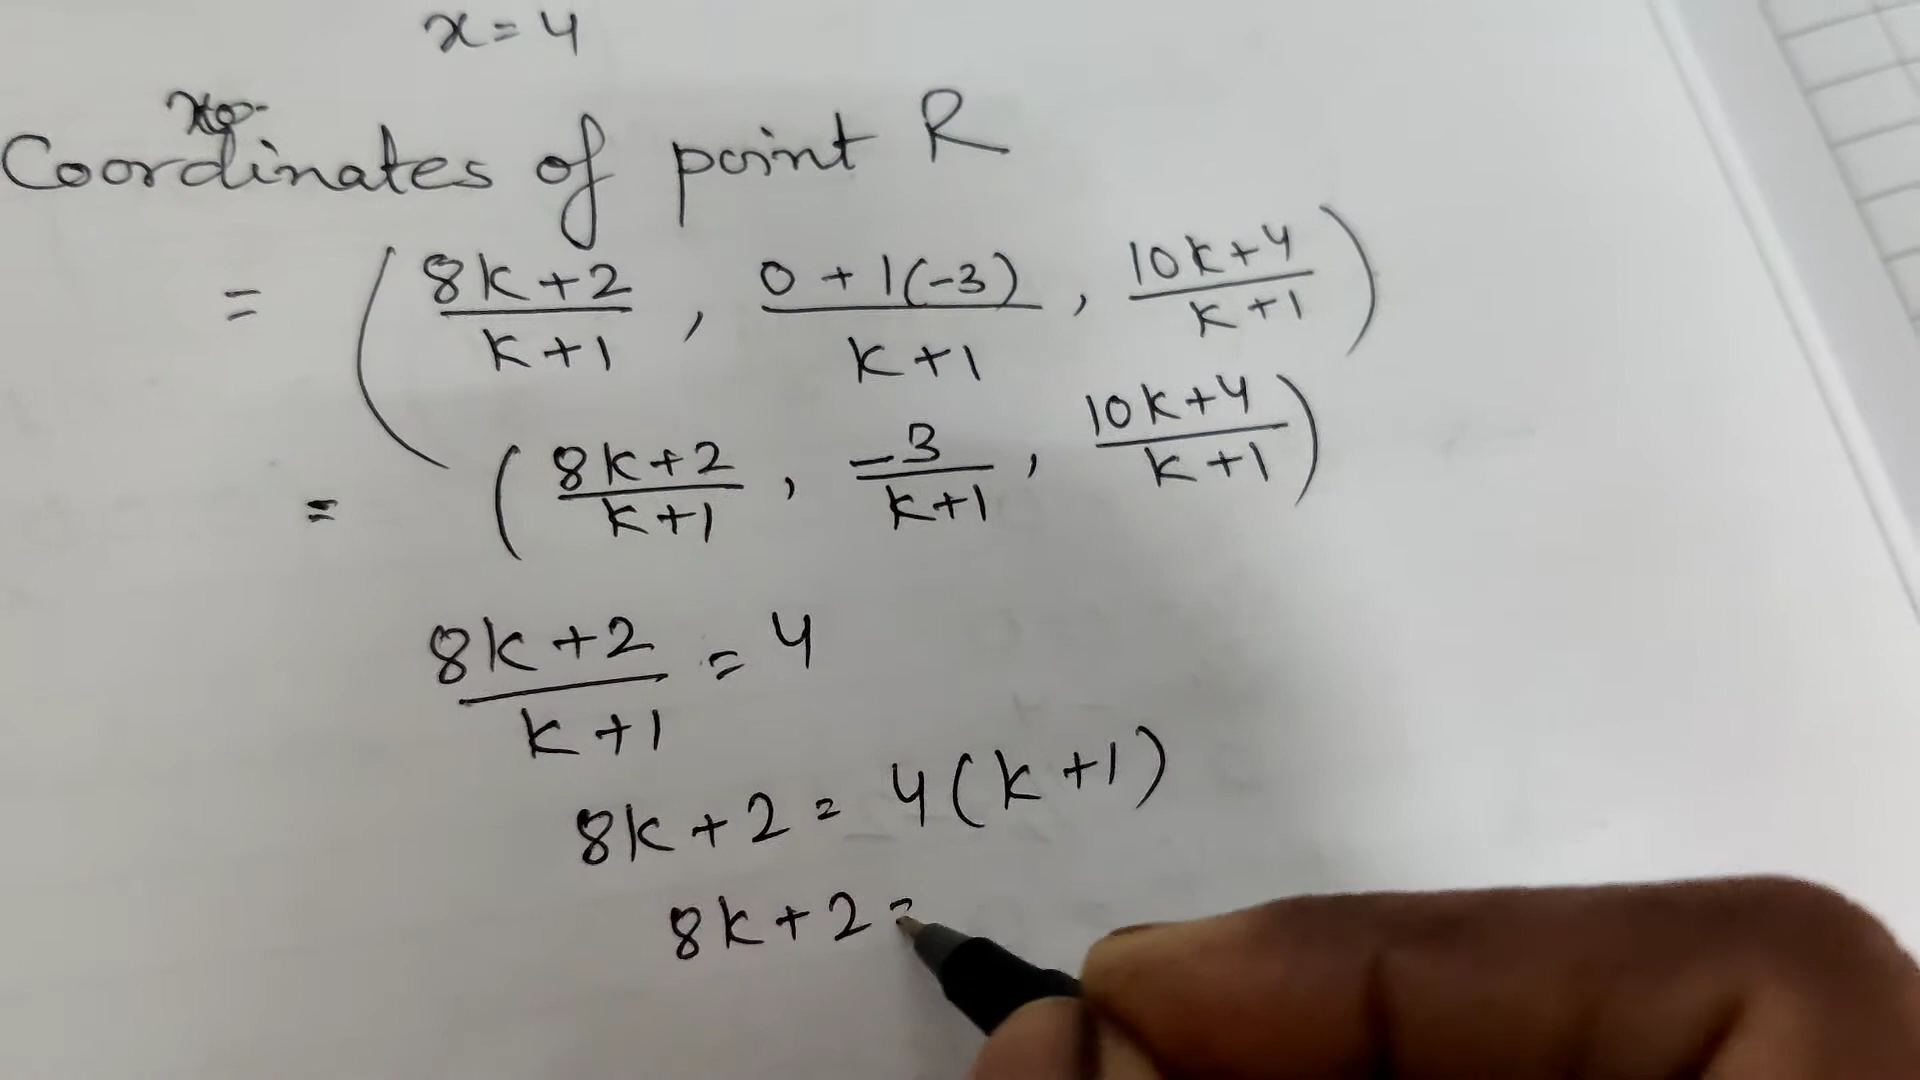 x = 4
Coordinates of point R
= ( (8k+2)/(k+1) , (0+1(-3))/(k+1) , (10k+4)/(k+1) )
= ( (8k+2)/(k+1) , -3/(k+1) , (10k+4)/(k+1) )
(8k+2)/(k+1) = 4
8k+2 = 4(k+1)
8k+2 =